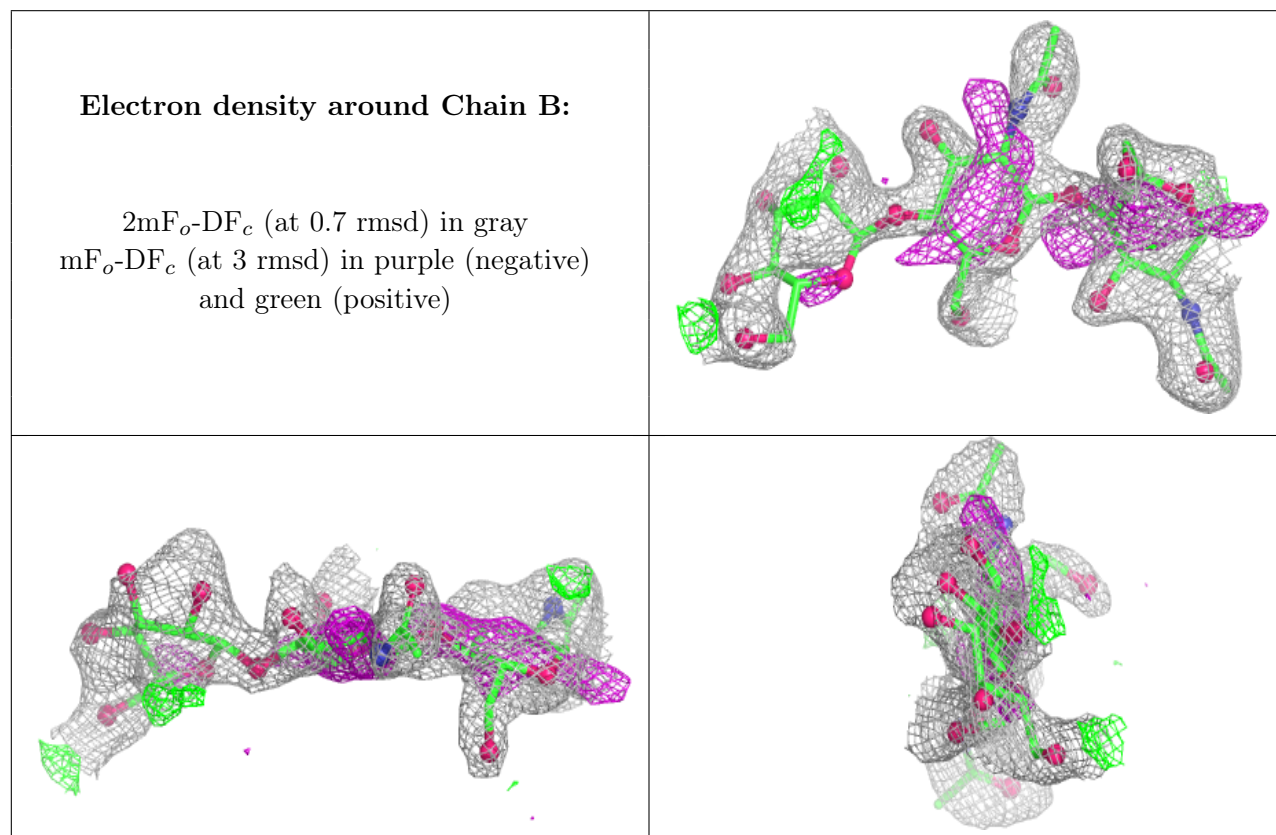 Electron density around Chain B:
2mFo-DFc (at 0.7 rmsd) in gray
mFo-DFc (at 3 rmsd) in purple (negative)
and green (positive)